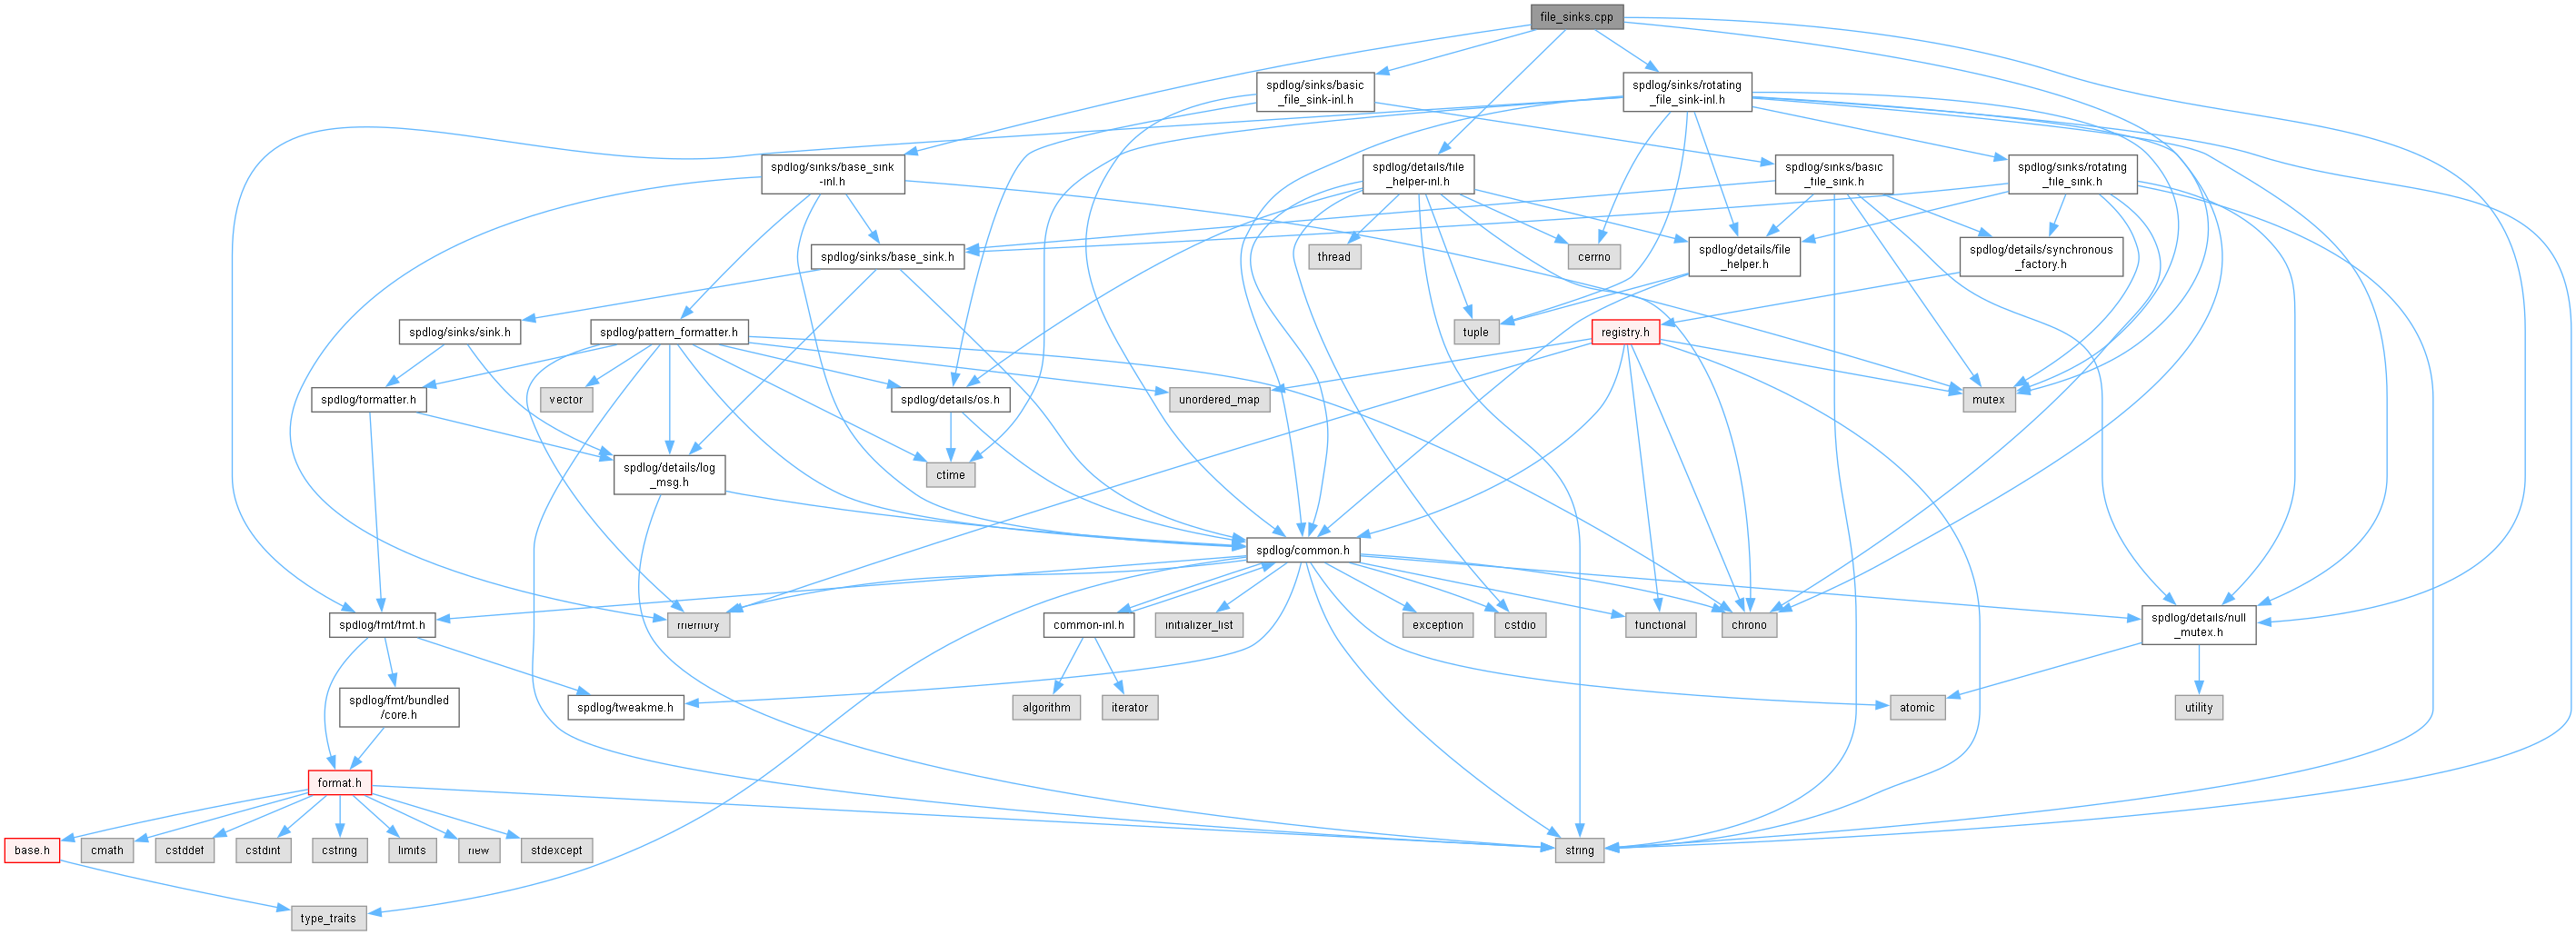 file_sinks.cpp
spdlog/sinks/basic
_file_sink-inl.h
spdlog/sinks/rotating
_file_sink-inl.h
spdlog/sinks/base_sink
-inl.h
spdlog/details/file
_helper-inl.h
spdlog/sinks/basic
_file_sink.h
spdlog/sinks/rotating
_file_sink.h
spdlog/sinks/base_sink.h
thread
cerrno
spdlog/details/file
_helper.h
spdlog/details/synchronous
_factory.h
spdlog/sinks/sink.h
spdlog/pattern_formatter.h
tuple
registry.h
spdlog/formatter.h
vector
spdlog/details/os.h
unordered_map
mutex
spdlog/details/log
_msg.h
ctime
spdlog/common.h
spdlog/fmt/fmt.h
memory
common-inl.h
initializer_list
exception
cstdio
functional
chrono
spdlog/details/null
_mutex.h
spdlog/fmt/bundled
/core.h
spdlog/tweakme.h
algorithm
iterator
atomic
utility
format.h
base.h
cmath
cstddef
cstdint
cstring
limits
new
stdexcept
string
type_traits